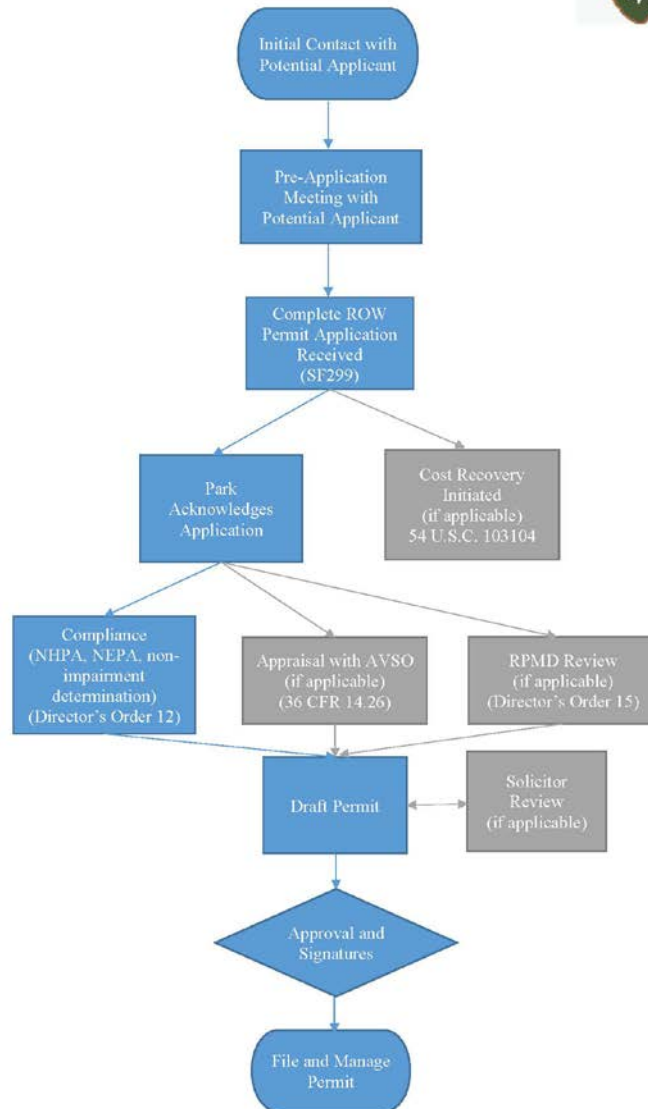 Initial Contact with
Potential Applicant
Pre-Application
Meeting with
Potential Applicant
Complete ROW
Permit Application
Received
(SF299)
Park
Acknowledges
Application
Cost Recovery
Initiated
(if applicable)
54 U.S.C. 103104
Compliance
(NHPA, NEPA, non-
impairment
determination)
(Director's Order 12)
Appraisal with AVSO
(if applicable)
(36 CFR 14.26)
RPMD Review
(if applicable)
(Director's Order 15)
Draft Permit
Solicitor
Review
(if applicable)
Approval and
Signatures
File and Manage
Permit